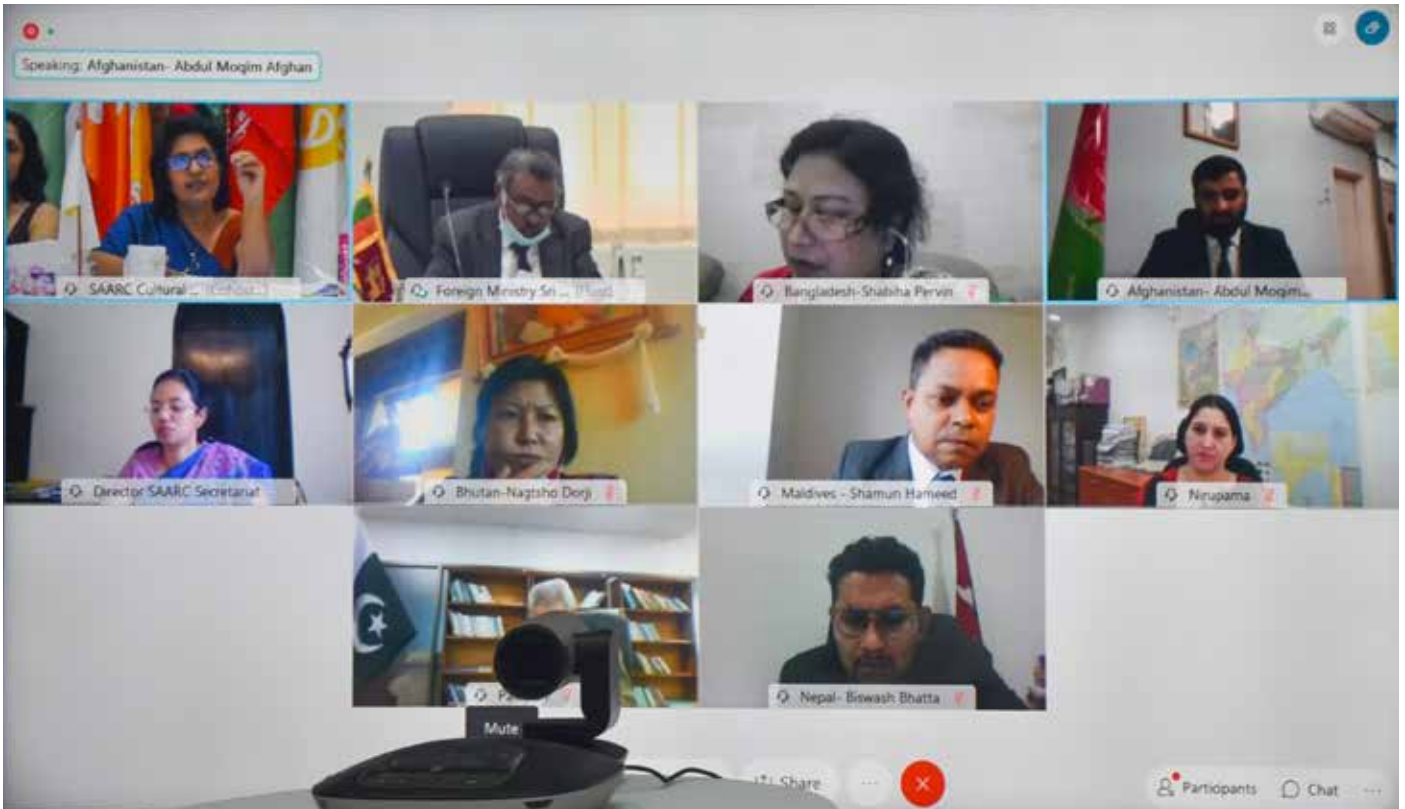 Speaking: Afghanistan- Abdul Moqim Afghan
SAARC Cultural ...
Foreign Ministry Sri ... (Host)
Bangladesh-Shabiha Pervin
Afghanistan- Abdul Moqim...
Director SAARC Secretariat
Bhutan-Nagtsho Dorji
Maldives - Shamun Hameed
Nirupama
Nepal- Biswash Bhatta
Mute
Share
Participants
Chat